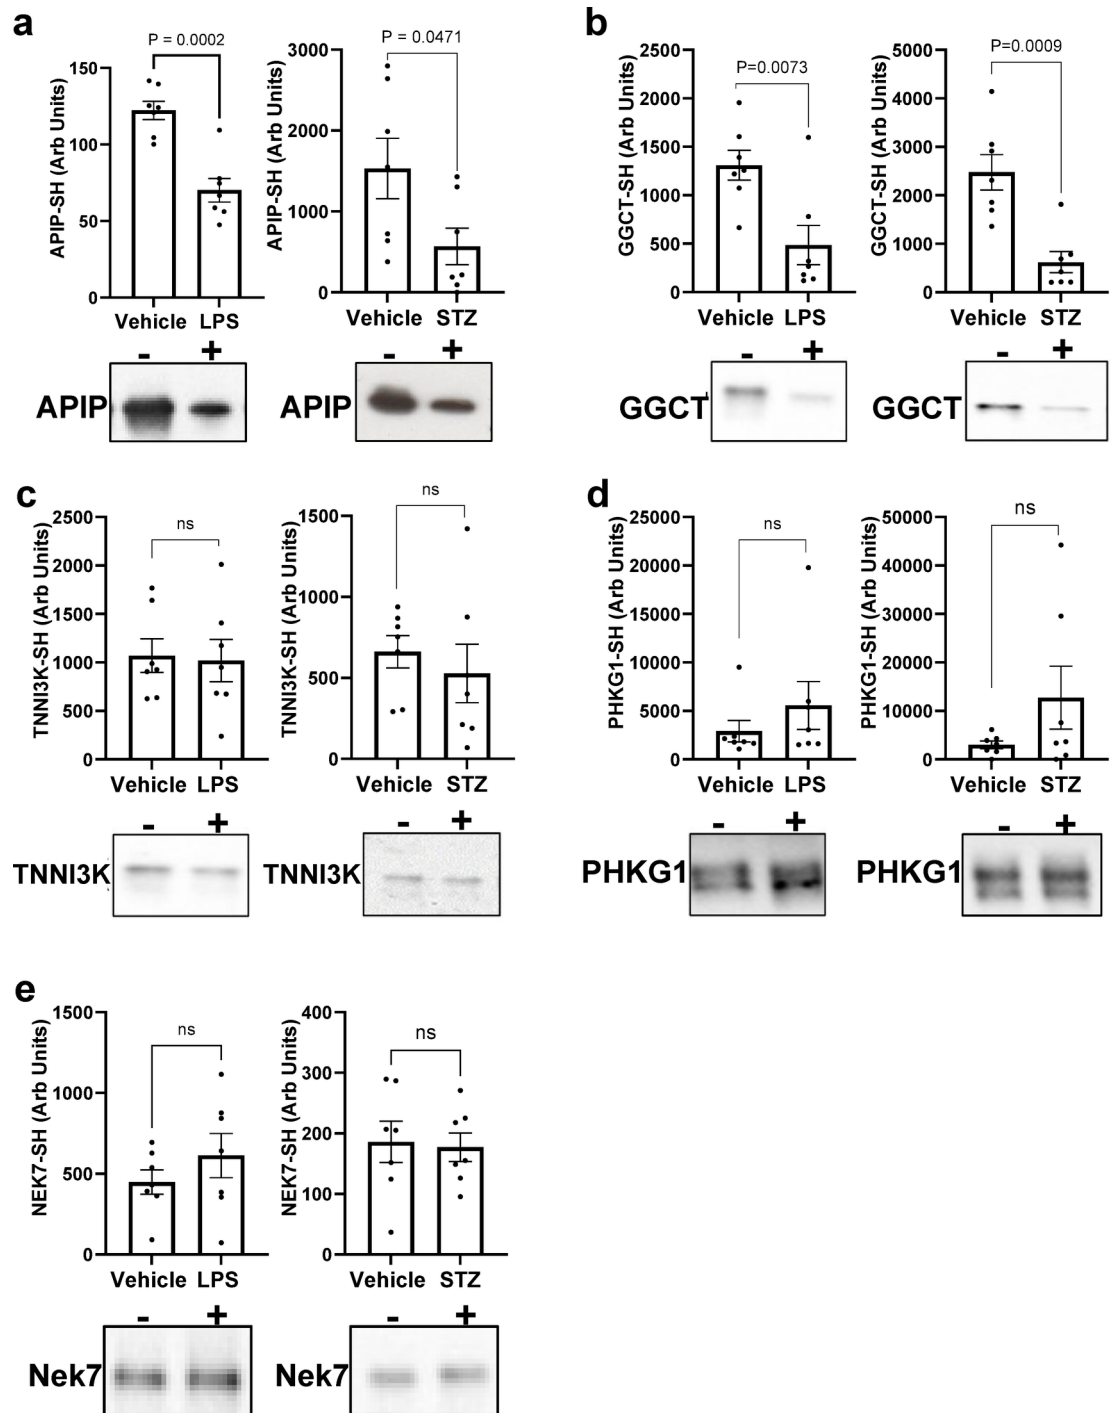 a
P = 0.0002
APIP-SH (Arb Units)
150
100
50
0
Vehicle LPS
- +
APIP
P = 0.0471
APIP-SH (Arb Units)
3000
2000
1000
0
Vehicle STZ
- +
APIP
b
P=0.0073
GGCT-SH (Arb Units)
2500
2000
1500
1000
500
0
Vehicle LPS
- +
GGCT
P=0.0009
GGCT-SH (Arb Units)
5000
4000
3000
2000
1000
0
Vehicle STZ
- +
GGCT
c
ns
TNNI3K-SH (Arb Units)
2500
2000
1500
1000
500
0
Vehicle LPS
- +
TNNI3K
ns
TNNI3K-SH (Arb Units)
1500
1000
500
0
Vehicle STZ
- +
TNNI3K
d
ns
PHKG1-SH (Arb Units)
25000
20000
15000
10000
5000
0
Vehicle LPS
- +
PHKG1
ns
PHKG1-SH (Arb Units)
50000
40000
30000
20000
10000
0
Vehicle STZ
- +
PHKG1
e
ns
NEK7-SH (Arb Units)
1500
1000
500
0
Vehicle LPS
- +
Nek7
ns
NEK7-SH (Arb Units)
400
300
200
100
0
Vehicle STZ
- +
Nek7